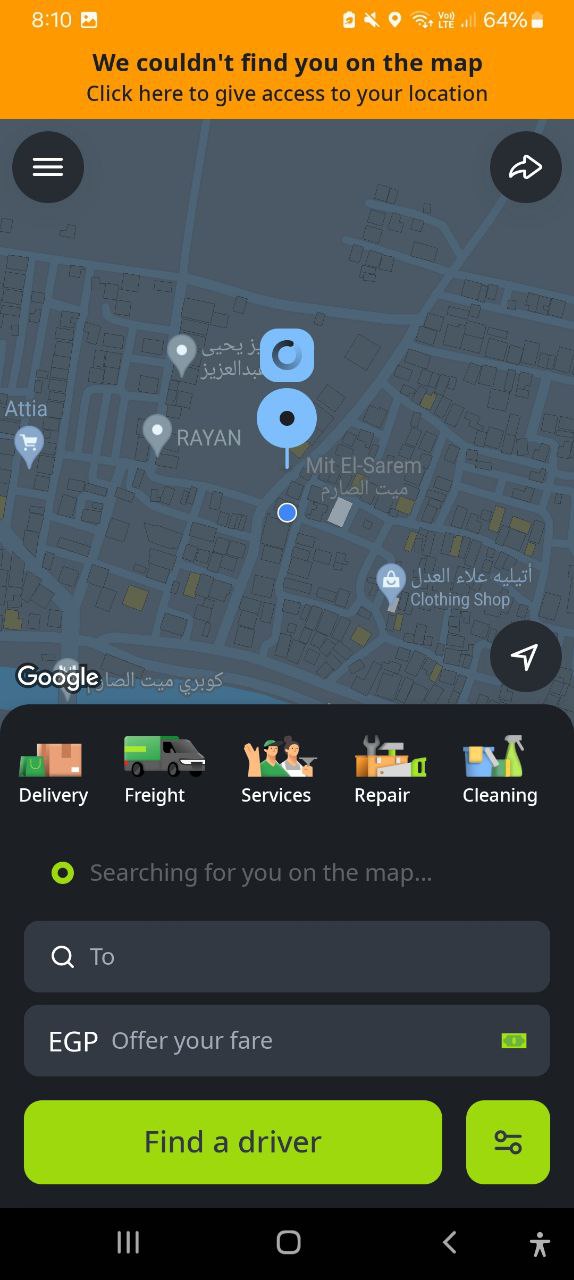 8:10
Vo)) LTE
64%
We couldn't find you on the map
Click here to give access to your location
يحيى
عبدالعزيز
Attia
RAYAN
Mit El-Sarem
ميت الصارم
أتيليه علاء العدل
Clothing Shop
Google
كوبري ميت الصارم
Delivery
Freight
Services
Repair
Cleaning
Searching for you on the map...
To
EGP Offer your fare
Find a driver